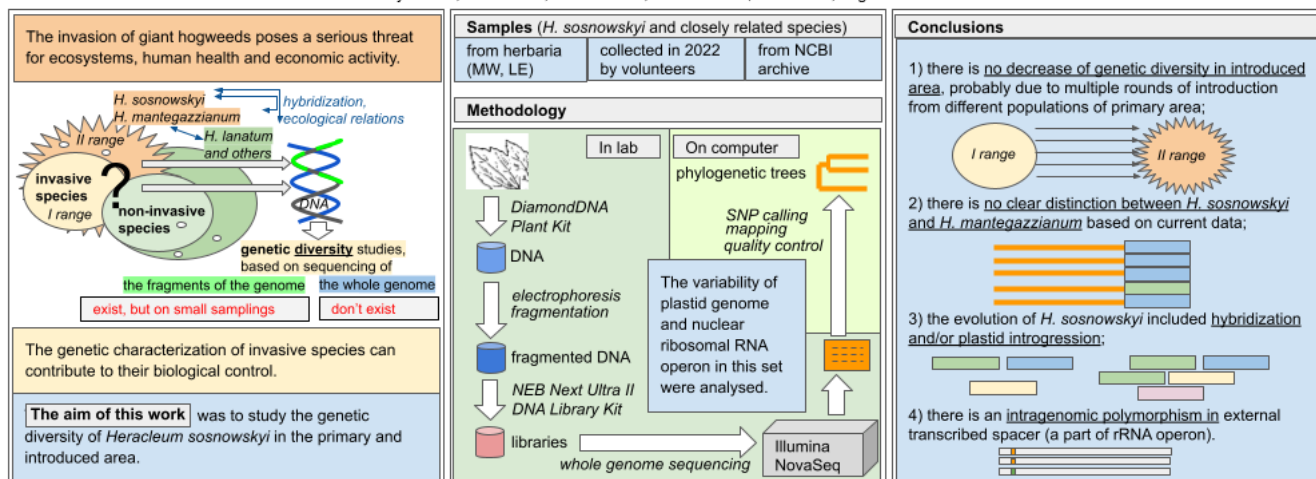 The invasion of giant hogweeds poses a serious threat
for ecosystems, human health and economic activity.
H. sosnowskyi
H. mantegazzianum
hybridization,
ecological relations
II range
H. lanatum
and others
?
invasive
species
I range
non-invasive
species
DNA
genetic diversity studies,
based on sequencing of
the fragments of the genome
the whole genome
exist, but on small samplings
don't exist
The genetic characterization of invasive species can
contribute to their biological control.
The aim of this work was to study the genetic
diversity of Heracleum sosnowskyi in the primary and
introduced area.
Samples (H. sosnowskyi and closely related species)
from herbaria
(MW, LE)
collected in 2022
by volunteers
from NCBI
archive
Methodology
In lab
On computer
phylogenetic trees
DiamondDNA
Plant Kit
SNP calling
mapping
quality control
DNA
electrophoresis
fragmentation
The variability of
plastid genome
and nuclear
ribosomal RNA
operon in this set
were analysed.
fragmented DNA
NEB Next Ultra II
DNA Library Kit
libraries
whole genome sequencing
Illumina
NovaSeq
Conclusions
1) there is no decrease of genetic diversity in introduced
area, probably due to multiple rounds of introduction
from different populations of primary area;
I range
II range
2) there is no clear distinction between H. sosnowskyi
and H. mantegazzianum based on current data;
3) the evolution of H. sosnowskyi included hybridization
and/or plastid introgression;
4) there is an intragenomic polymorphism in external
transcribed spacer (a part of rRNA operon).